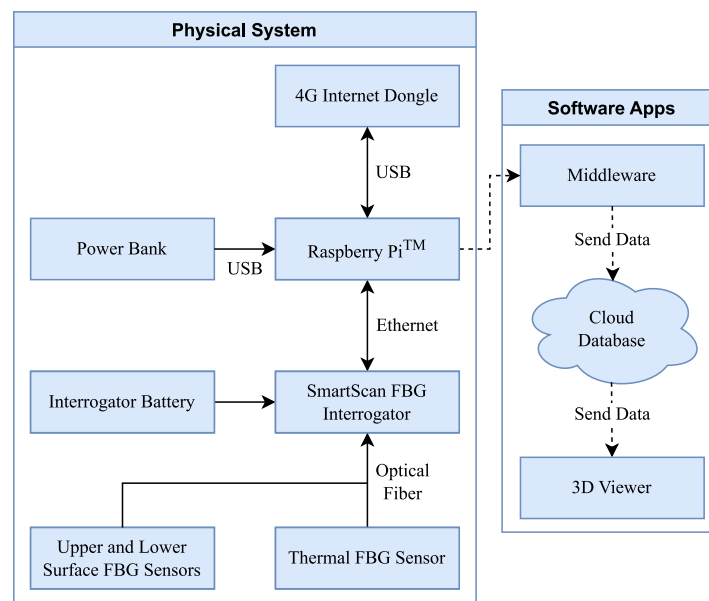 Physical System
4G Internet Dongle
USB
Power Bank
USB
Raspberry Pi™
Ethernet
Interrogator Battery
SmartScan FBG
Interrogator
Optical
Fiber
Upper and Lower
Surface FBG Sensors
Thermal FBG Sensor
Software Apps
Middleware
Send Data
Cloud
Database
Send Data
3D Viewer